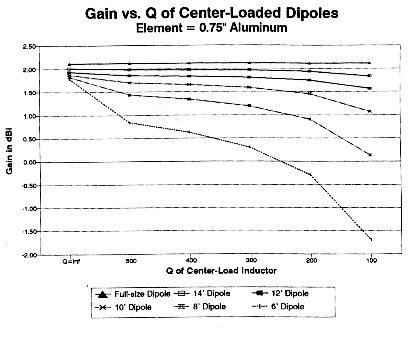 Gain vs. Q of Center-Loaded Dipoles
Element = 0.75" Aluminum
Gain in dBi
2.50
2.00
1.50
1.00
0.50
0.00
-0.50
-1.00
-1.50
-2.00
Q=Inf 500 400 300 200 100
Q of Center-Load Inductor
Full-size Dipole 14' Dipole 12' Dipole
10' Dipole 8' Dipole 6' Dipole